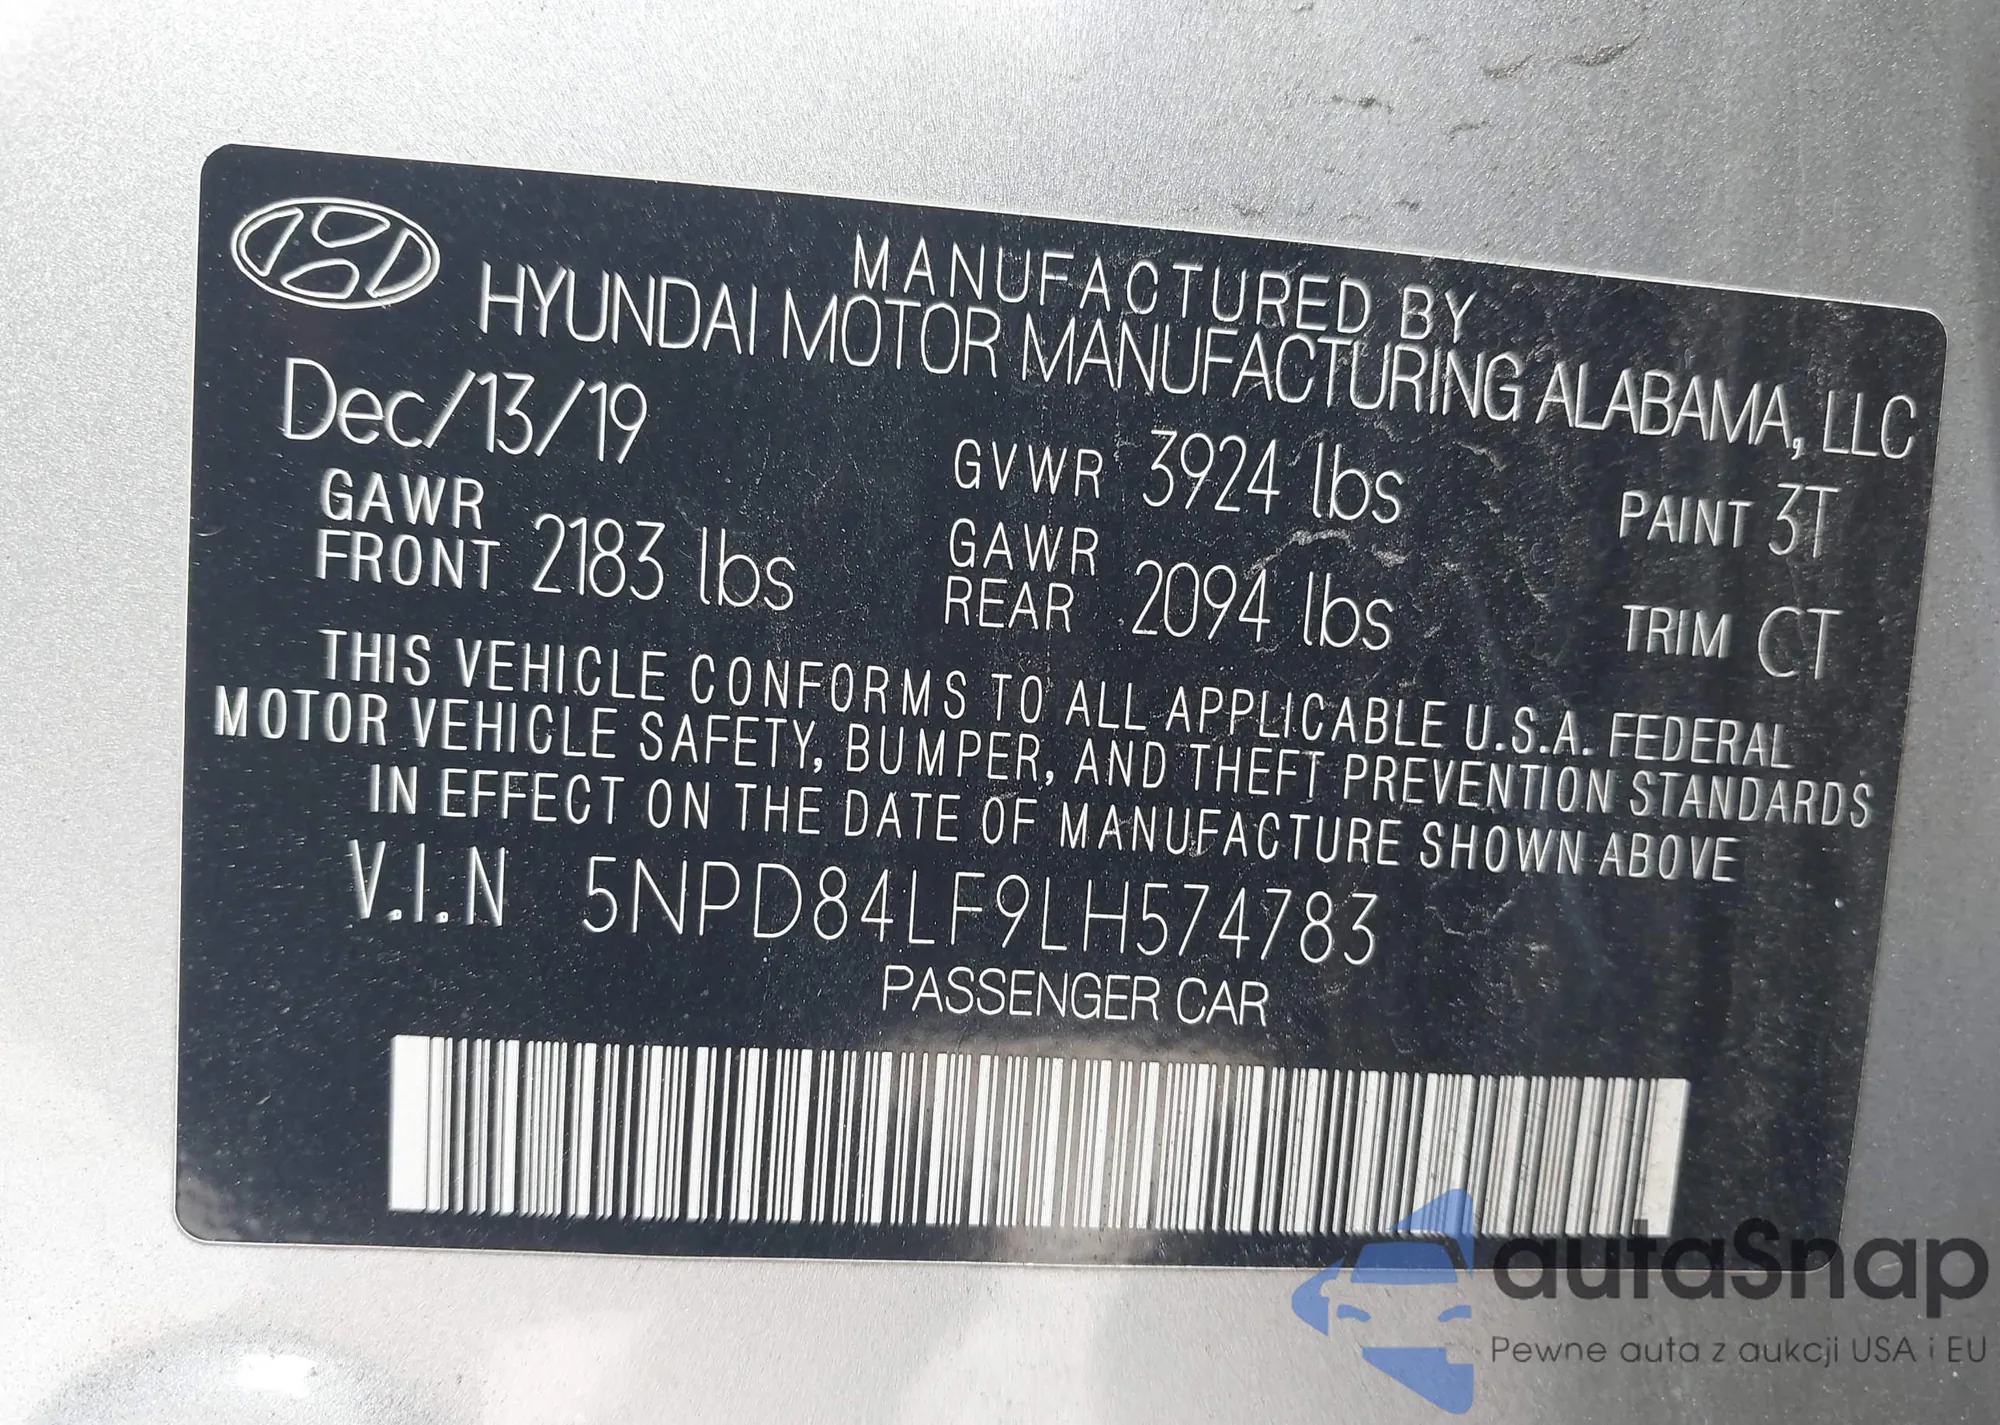 MANUFACTURED BY
HYUNDAI MOTOR MANUFACTURING ALABAMA, LLC
Dec/13/19
GVWR 3924 lbs
PAINT 3T
GAWR
FRONT 2183 lbs
GAWR
REAR 2094 lbs
TRIM CT
THIS VEHICLE CONFORMS TO ALL APPLICABLE U.S.A. FEDERAL
MOTOR VEHICLE SAFETY, BUMPER, AND THEFT PREVENTION STANDARDS
IN EFFECT ON THE DATE OF MANUFACTURE SHOWN ABOVE
V.I.N 5NPD84LF9LH574783
PASSENGER CAR
autaSnap
Pewne auta z aukcji USA i EU